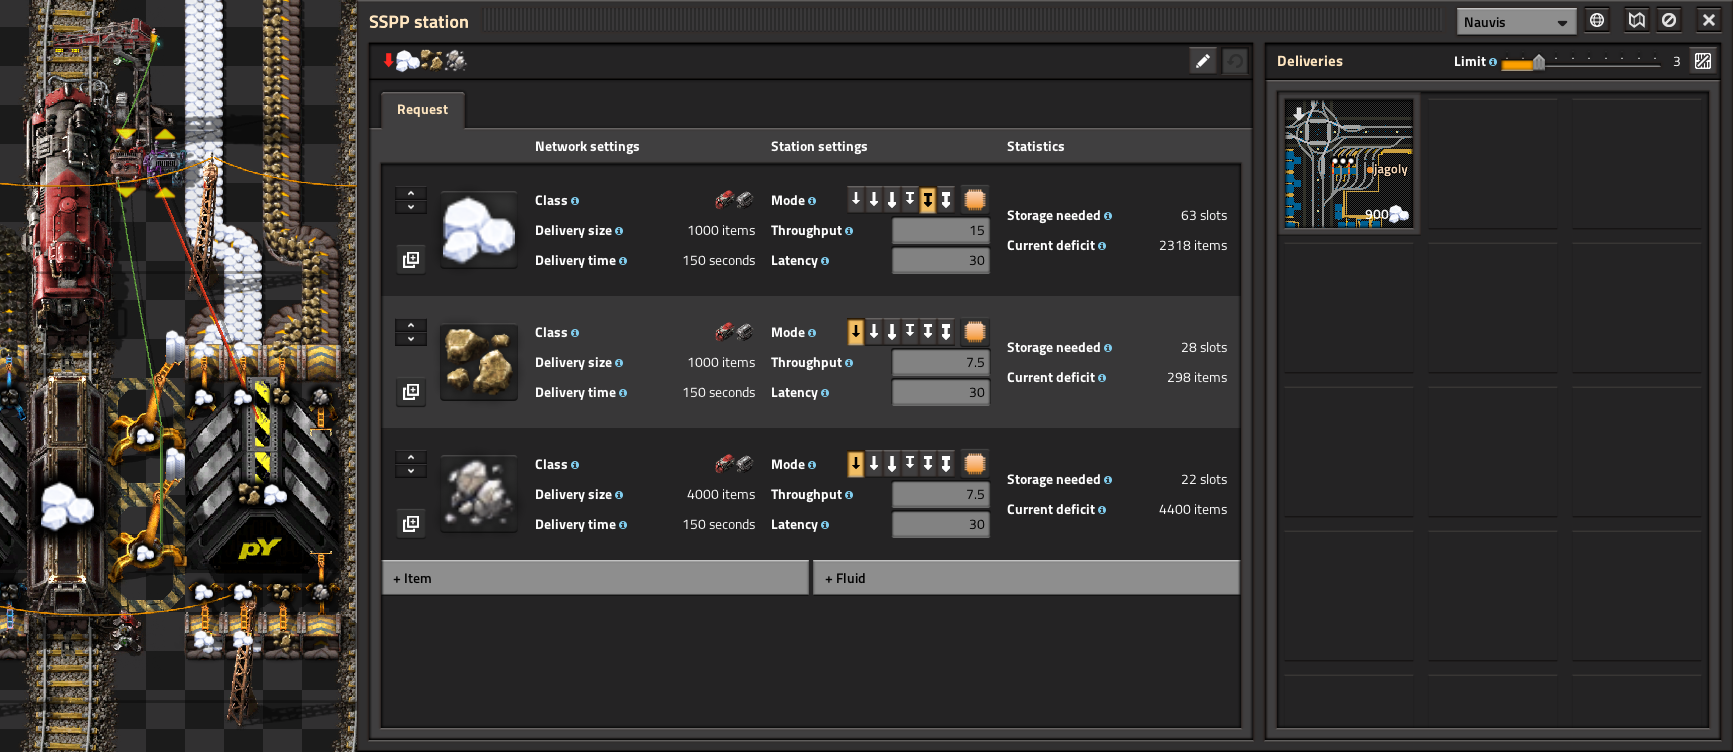 SSPP station
Nauvis
Request
Network settings
Station settings
Statistics
Class
Delivery size
1000 items
Delivery time
150 seconds
Mode
Throughput
15
Latency
30
Storage needed
63 slots
Current deficit
2318 items
Class
Delivery size
1000 items
Delivery time
150 seconds
Mode
Throughput
7.5
Latency
30
Storage needed
28 slots
Current deficit
298 items
Class
Delivery size
4000 items
Delivery time
150 seconds
Mode
Throughput
7.5
Latency
30
Storage needed
22 slots
Current deficit
4400 items
+ Item
+ Fluid
Deliveries
Limit
3
jagoly
900
pY